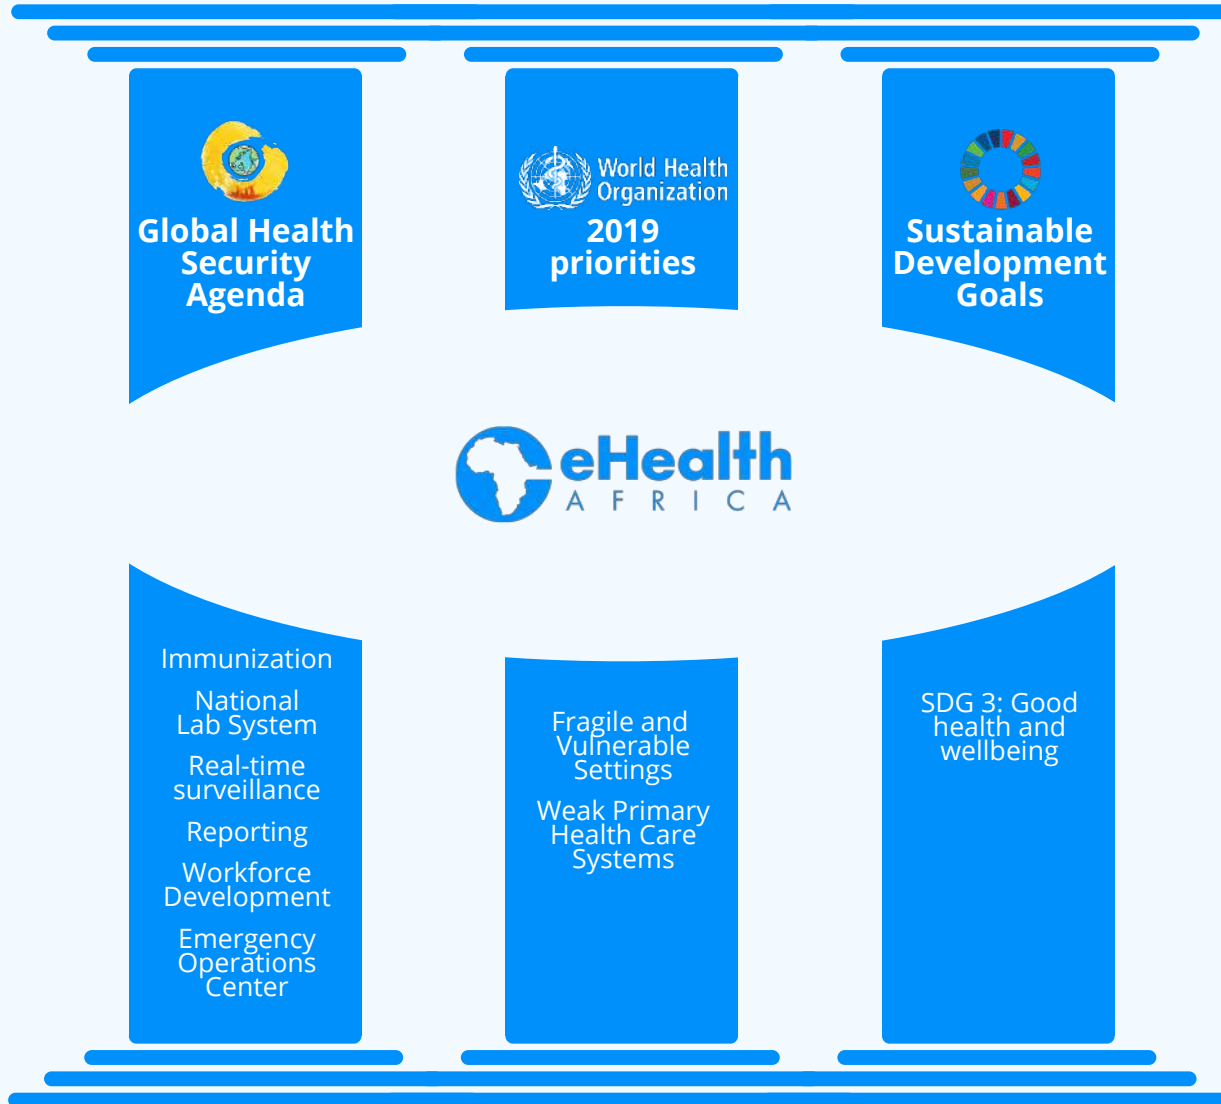 Global Health
Security
Agenda
World Health
Organization
2019
priorities
Sustainable
Development
Goals
eHealth
AFRICA
Immunization
National
Lab System
Real-time
surveillance
Reporting
Workforce
Development
Emergency
Operations
Center
Fragile and
Vulnerable
Settings
Weak Primary
Health Care
Systems
SDG 3: Good
health and
wellbeing